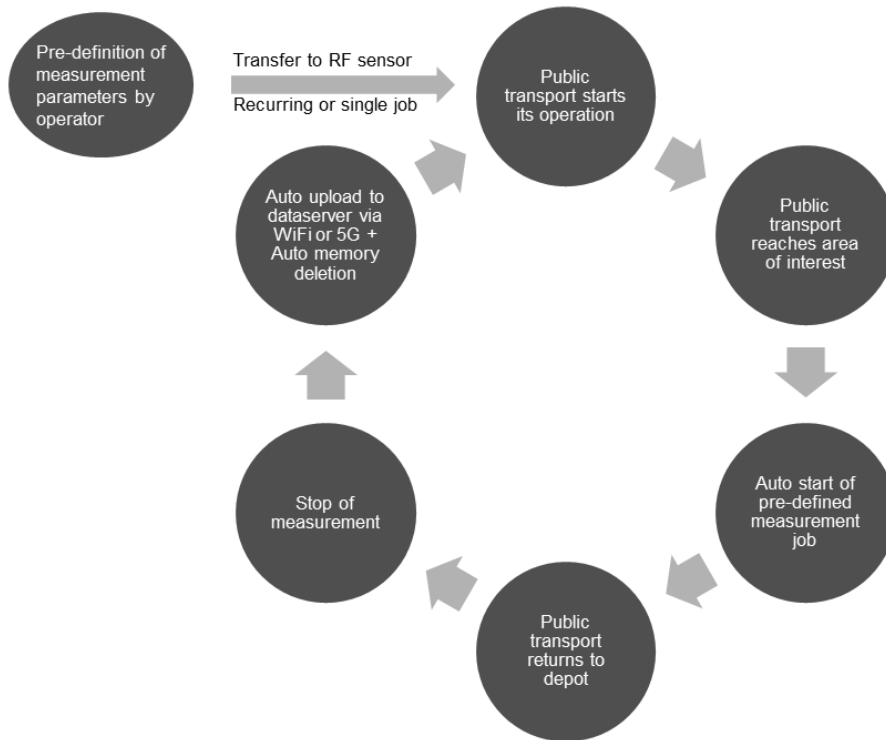 Pre-definition of
measurement
parameters by
operator
Transfer to RF sensor
Recurring or single job
Public
transport starts
its operation
Public
transport
reaches area
of interest
Auto start of
pre-defined
measurement
job
Public
transport
returns to
depot
Stop of
measurement
Auto upload to
dataserver via
WiFi or 5G +
Auto memory
deletion